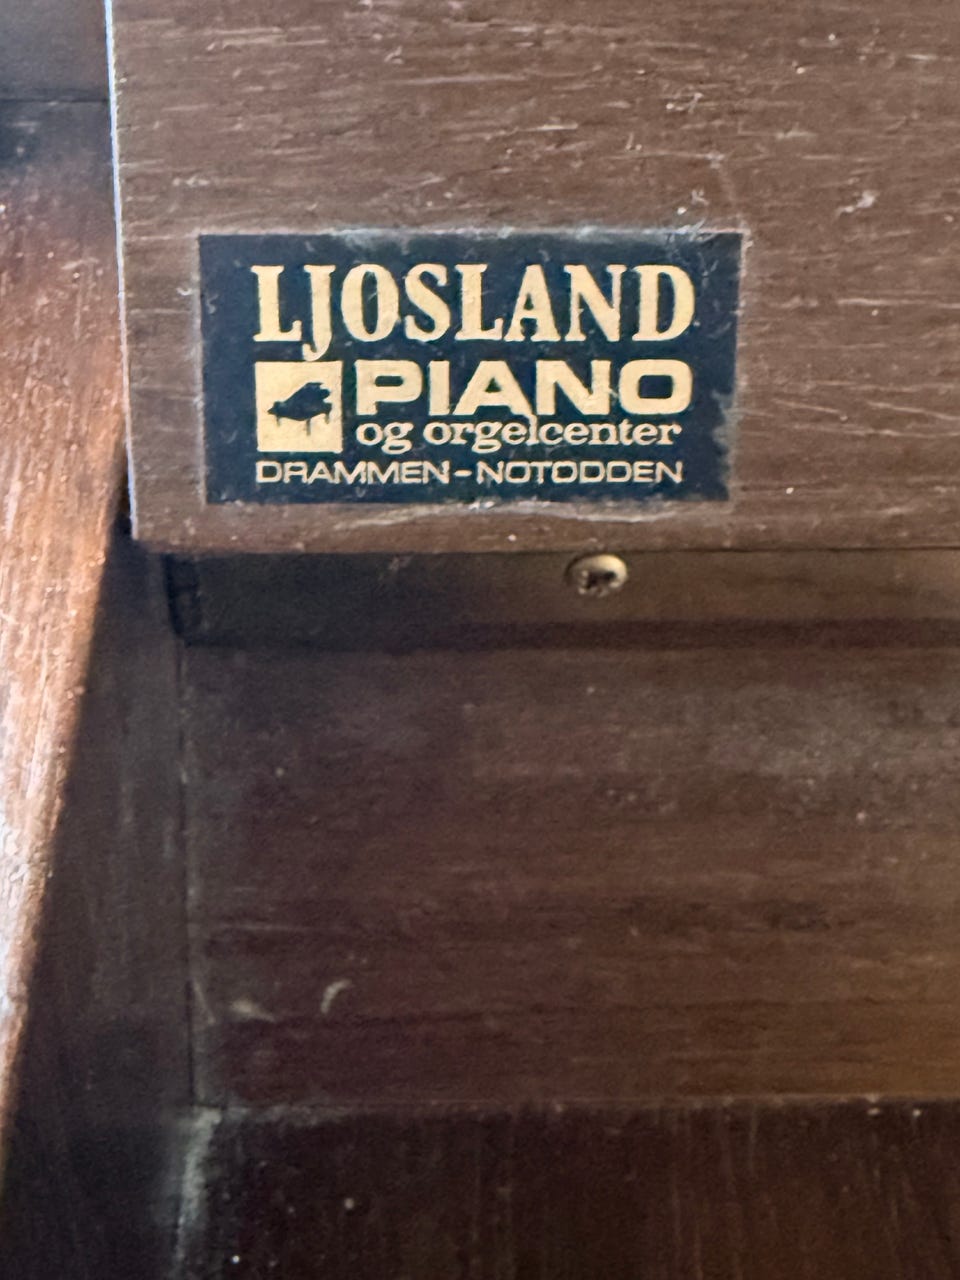 LJOSLAND
PIANO
og orgelcenter
DRAMMEN-NOTODDEN